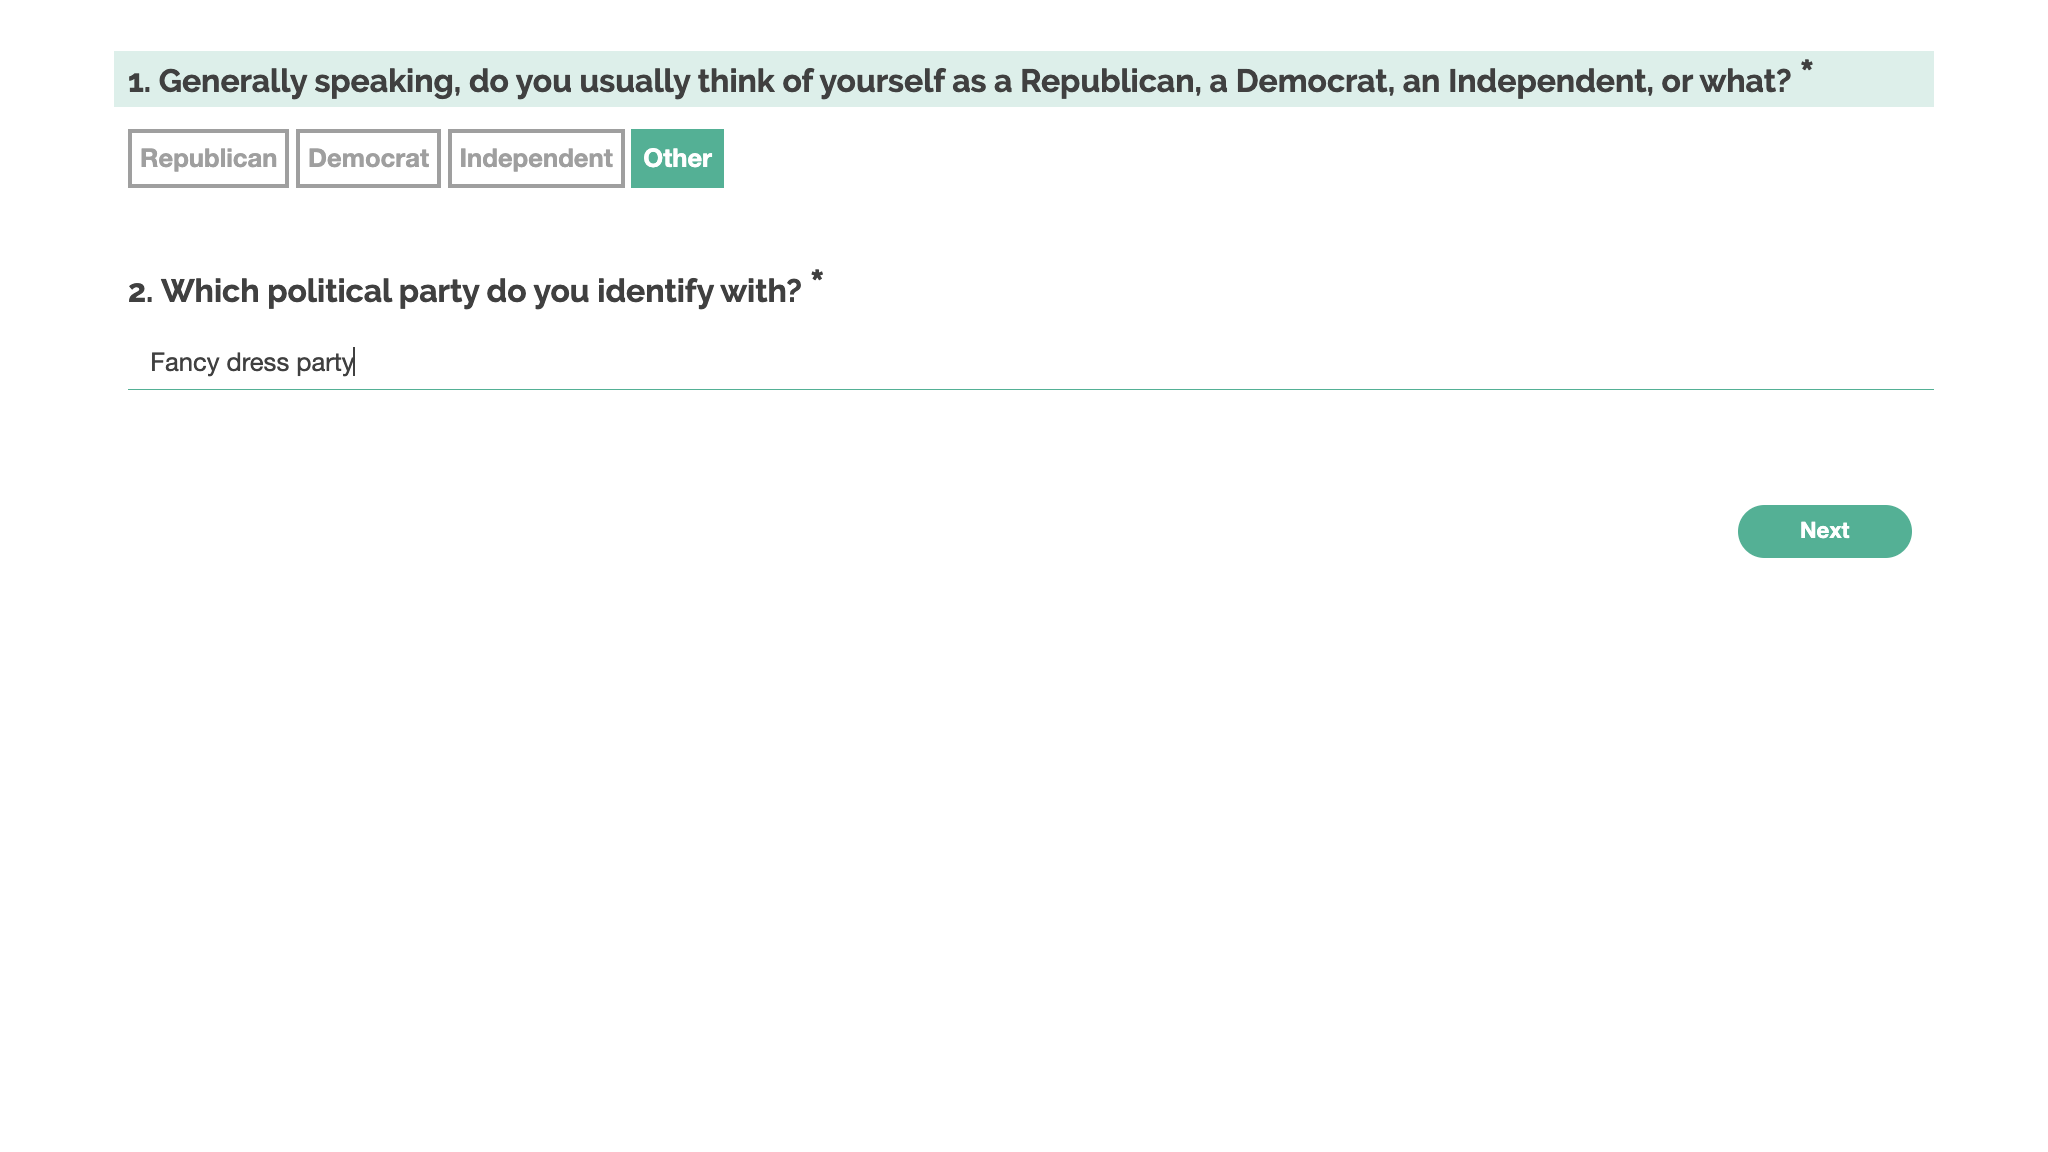 1. Generally speaking, do you usually think of yourself as a Republican, a Democrat, an Independent, or what? *
Republican Democrat Independent Other
2. Which political party do you identify with? *
Fancy dress party
Next